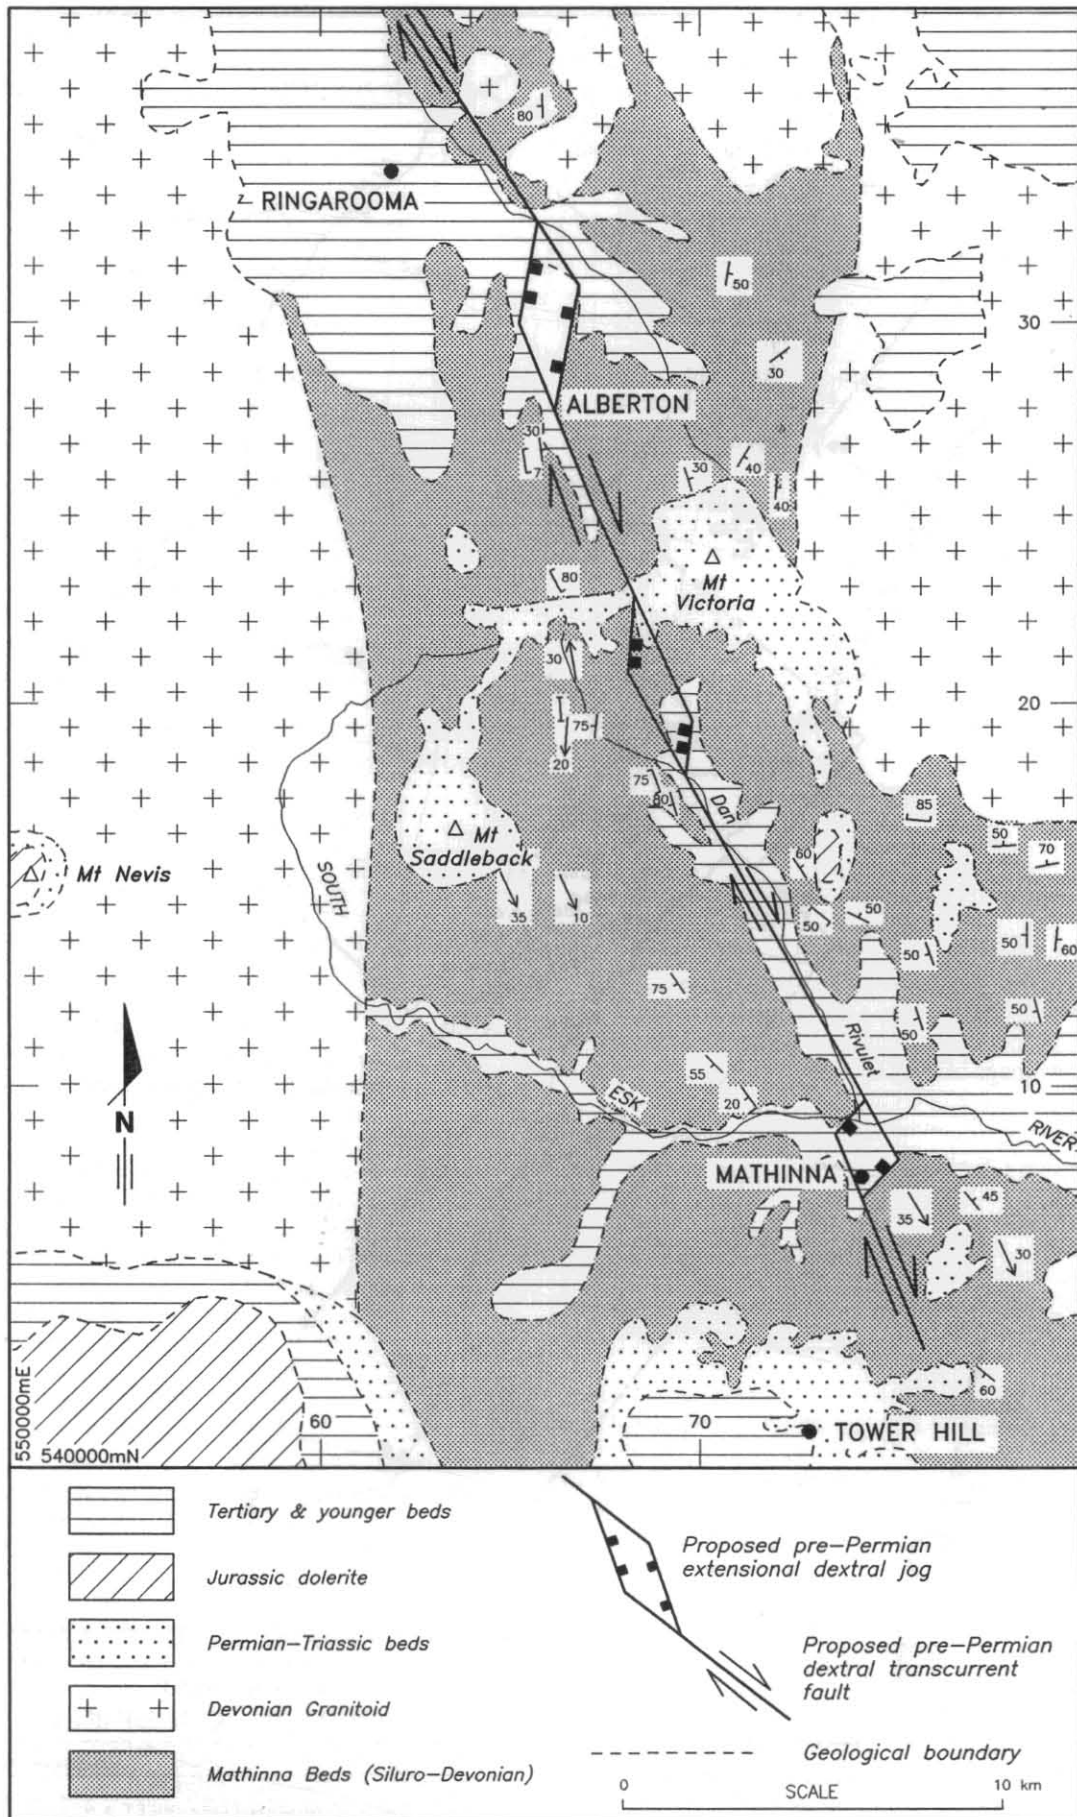 80
RINGAROOMA
50
30
30
ALBERTON
30
7
30
40
40
80
Mt
Victoria
30
20
75
20
75
80
Dan
85
50
70
Mt
Saddleback
60
Mt Nevis
SOUTH
35
10
50
50
50
50
60
75
50
50
Rivulet
55
10
20
ESK
RIVER
N
MATHINNA
35
45
30
60
550000mE
540000mN
60
70
TOWER HILL
Tertiary & younger beds
Jurassic dolerite
Permian-Triassic beds
Devonian Granitoid
Mathinna Beds (Siluro-Devonian)
Proposed pre-Permian
extensional dextral jog
Proposed pre-Permian
dextral transcurrent
fault
Geological boundary
0
10 km
SCALE